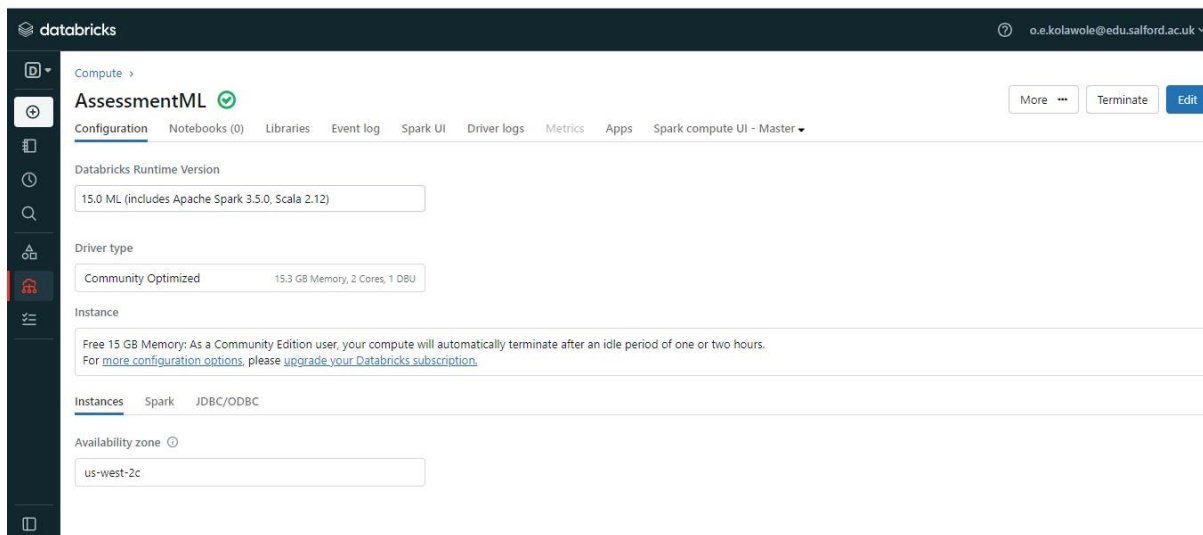 databricks
o.e.kolawole@edu.salford.ac.uk
D
Compute >
AssessmentML
More ...
Terminate
Edit
Configuration Notebooks (0) Libraries Event log Spark UI Driver logs Metrics Apps Spark compute UI - Master
Databricks Runtime Version
15.0 ML (includes Apache Spark 3.5.0, Scala 2.12)
Driver type
Community Optimized 15.3 GB Memory, 2 Cores, 1 DBU
Instance
Free 15 GB Memory: As a Community Edition user, your compute will automatically terminate after an idle period of one or two hours.
For more configuration options, please upgrade your Databricks subscription.
Instances Spark JDBC/ODBC
Availability zone
us-west-2c